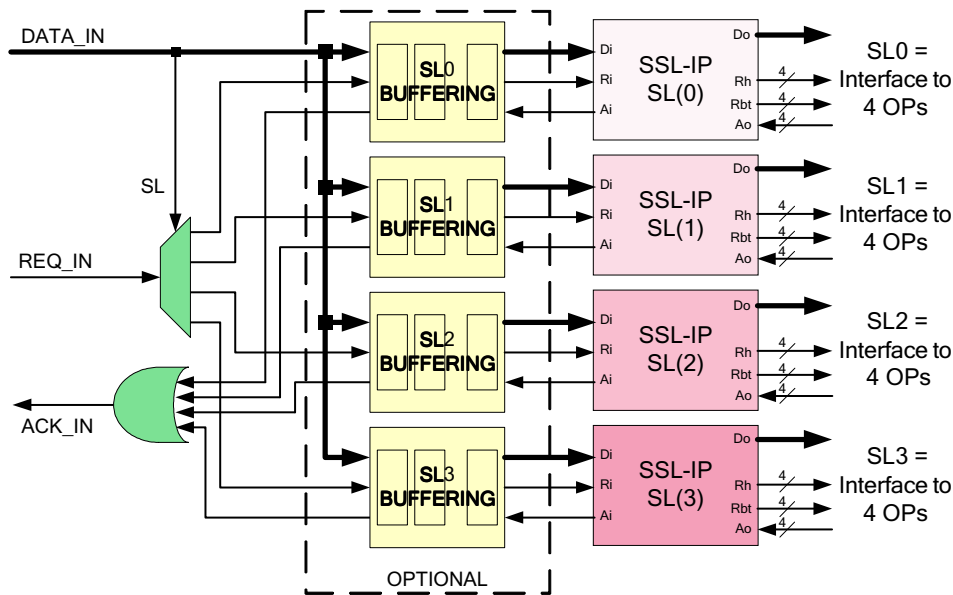 DATA_IN
SL
REQ_IN
ACK_IN
SL0
BUFFERING
Di
Ri
Ai
SSL-IP
SL(0)
Do
Rh
Rbt
Ao
4
4
4
SL0 =
Interface to
4 OPs
SL1
BUFFERING
Di
Ri
Ai
SSL-IP
SL(1)
Do
Rh
Rbt
Ao
4
4
4
SL1 =
Interface to
4 OPs
SL2
BUFFERING
Di
Ri
Ai
SSL-IP
SL(2)
Do
Rh
Rbt
Ao
4
4
4
SL2 =
Interface to
4 OPs
SL3
BUFFERING
Di
Ri
Ai
SSL-IP
SL(3)
Do
Rh
Rbt
Ao
4
4
4
SL3 =
Interface to
4 OPs
OPTIONAL